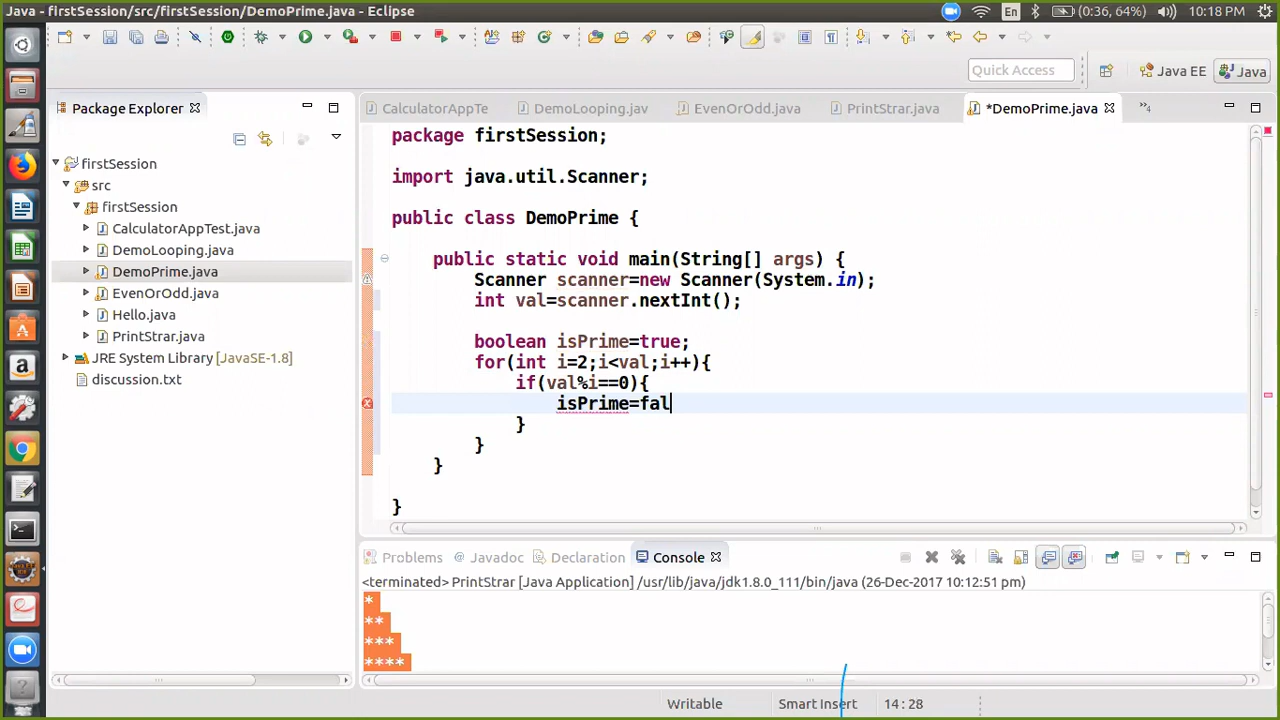 Java - fIrstSession/src/fIrstSession/DemoPrime.java - Eclipse
En
(0:36, 64%)
10:18 PM
Quick Access
Java EE
Java
Package Explorer
CalculatorAppTe
DemoLooping.jav
EvenOrOdd.java
PrintStrar.java
*DemoPrime.java
firstSession
src
firstSession
CalculatorAppTest.java
DemoLooping.java
DemoPrime.java
EvenOrOdd.java
Hello.java
PrintStrar.java
JRE System Library [JavaSE-1.8]
discussion.txt
package firstSession;
import java.util.Scanner;
public class DemoPrime {
public static void main(String[] args) {
Scanner scanner=new Scanner(System.in);
int val=scanner.nextInt();
boolean isPrime=true;
for(int i=2;i<val;i++){
if(val%i==0){
isPrime=fal
}
}
}
}
Problems
Javadoc
Declaration
Console
<terminated> PrintStrar [Java Application] /usr/lib/java/jdk1.8.0_111/bin/java (26-Dec-2017 10:12:51 pm)
*
**
***
****
Writable
Smart Insert
14 : 28